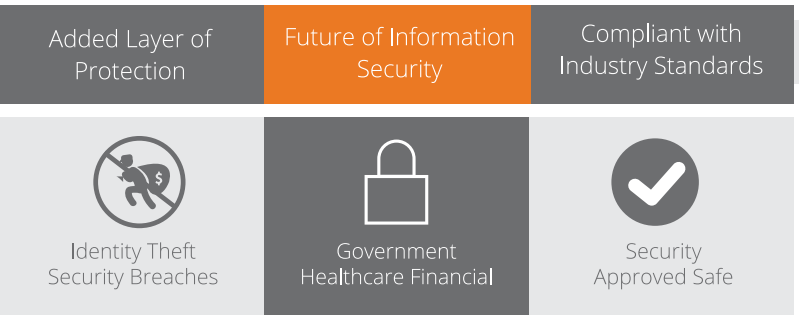 Added Layer of
Protection
Future of Information
Security
Compliant with
Industry Standards
$
Identity Theft
Security Breaches
Government
Healthcare Financial
Security
Approved Safe